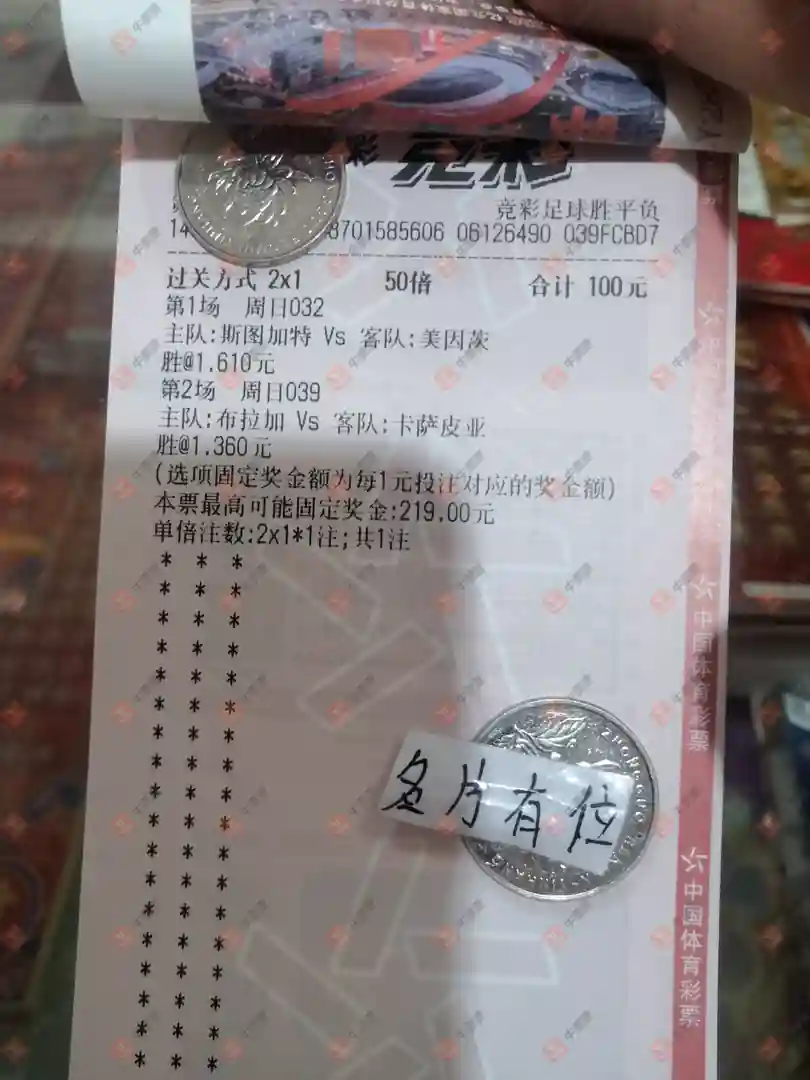 彩 竞彩
竞彩足球胜平负
14 8701585606 06126490 039FCBD7
过关方式 2x1 50倍 合计 100元
第1场 周日032
主队:斯图加特 Vs 客队:美因茨
胜@1.610元
第2场 周日039
主队:布拉加 Vs 客队:卡萨皮亚
胜@1.360元
(选项固定奖金额为每1元投注对应的奖金额)
本票最高可能固定奖金:219.00元
单倍注数:2x1*1注;共1注
名片有位
中国体育彩票
中国体育彩票